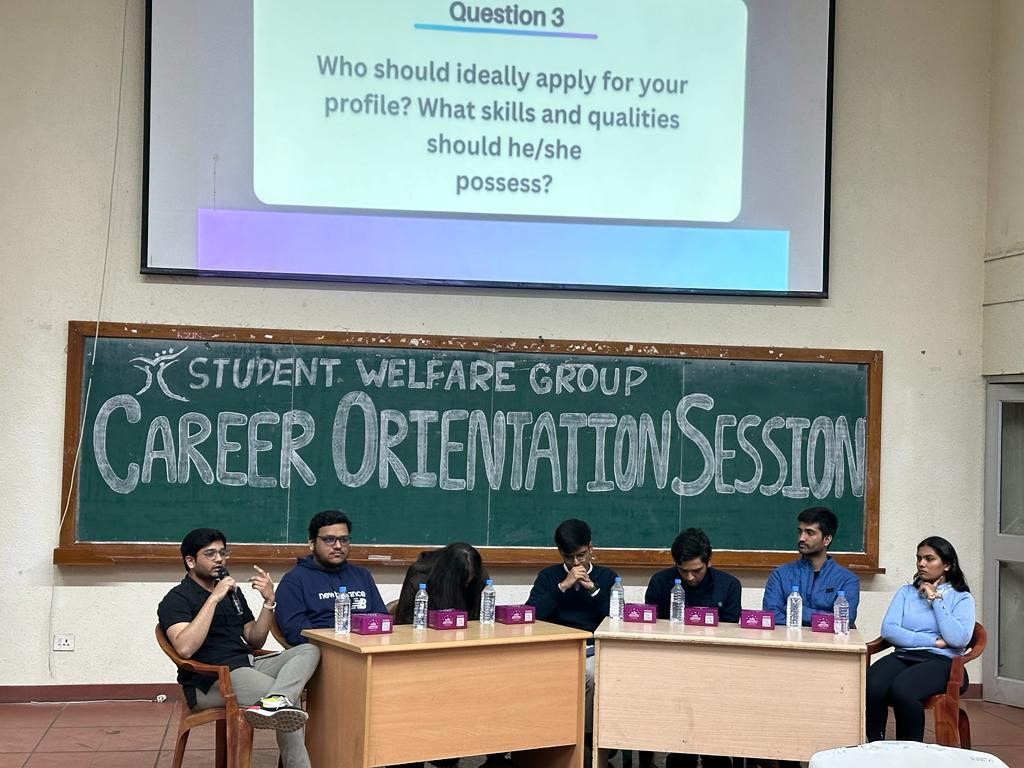 Question 3
Who should ideally apply for your
profile? What skills and qualities
should he/she
possess?
STUDENT WELFARE GROUP
CAREER ORIENTATION SESSION
new balance
NB